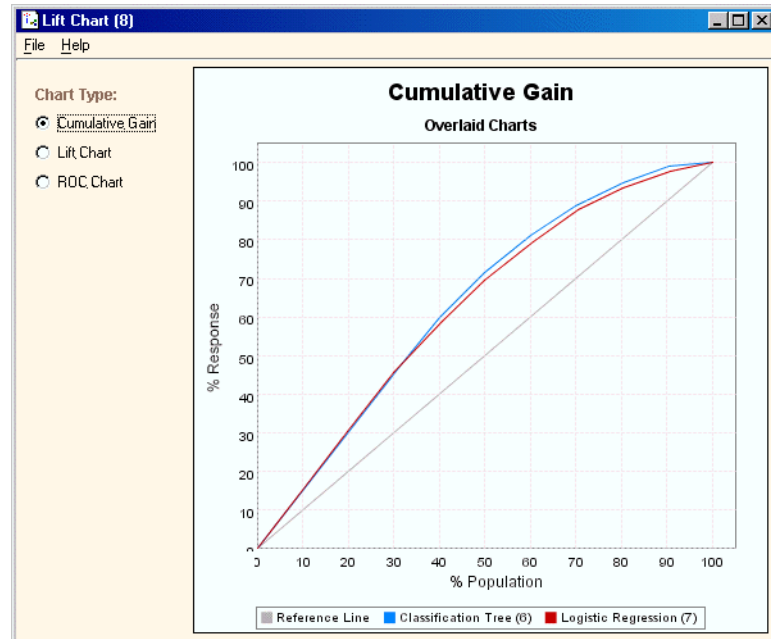 Lift Chart (8)
File Help
Chart Type:
Cumulative Gain
Lift Chart
ROC Chart
Cumulative Gain
Overlaid Charts
100
90
80
70
60
50
40
30
20
10
0
% Response
0 10 20 30 40 50 60 70 80 90 100
% Population
Reference Line Classification Tree (6) Logistic Regression (7)